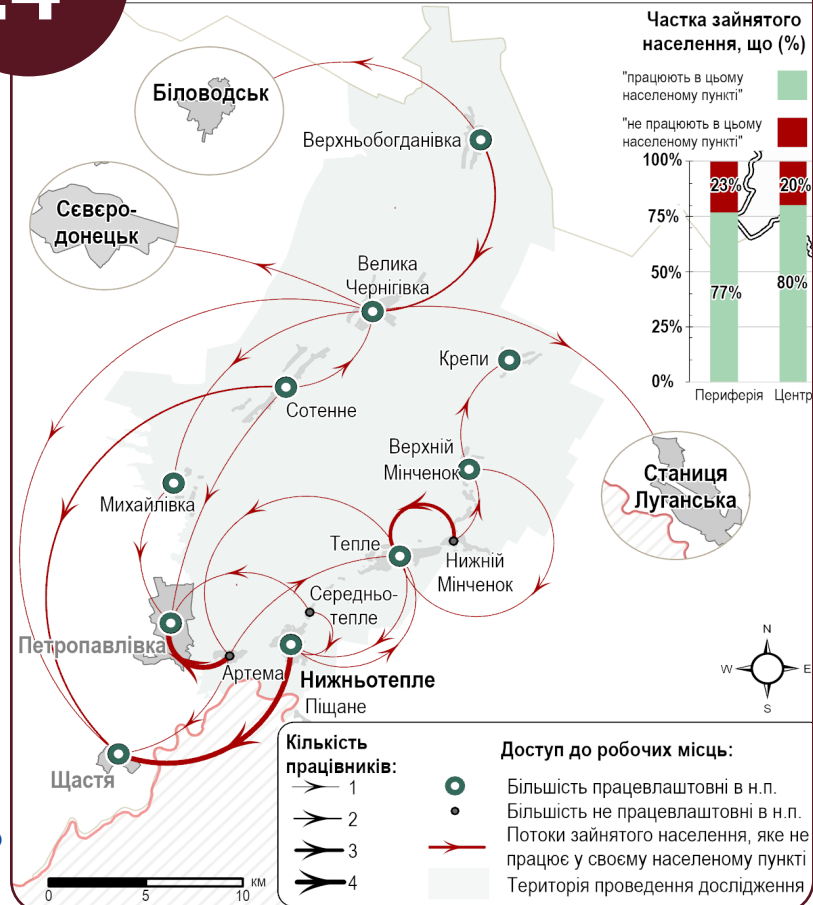 Частка зайнятого
населення, що (%)
"працюють в цьому
населеному пункті"
"не працюють в цьому
населеному пункті"
100%
75%
50%
25%
0%
23%
20%
77%
80%
Периферія
Центр
Біловодськ
Верхньобогданівка
Сєвєро-
донецьк
Велика
Чернігівка
Крепи
Сотенне
Верхній
Мінченок
Станиця
Луганська
Михайлівка
Тепле
Нижній
Мінченок
Середньо-
тепле
Петропавлівка
Артема
Нижньотепле
Піщане
Щастя
N
W
E
S
Кількість
працівників:
1
2
3
4
Доступ до робочих місць:
Більшість працевлаштовні в н.п.
Більшість не працевлаштовні в н.п.
Потоки зайнятого населення, яке не
працює у своєму населеному пункті
Територія проведення дослідження
0 5 10 км